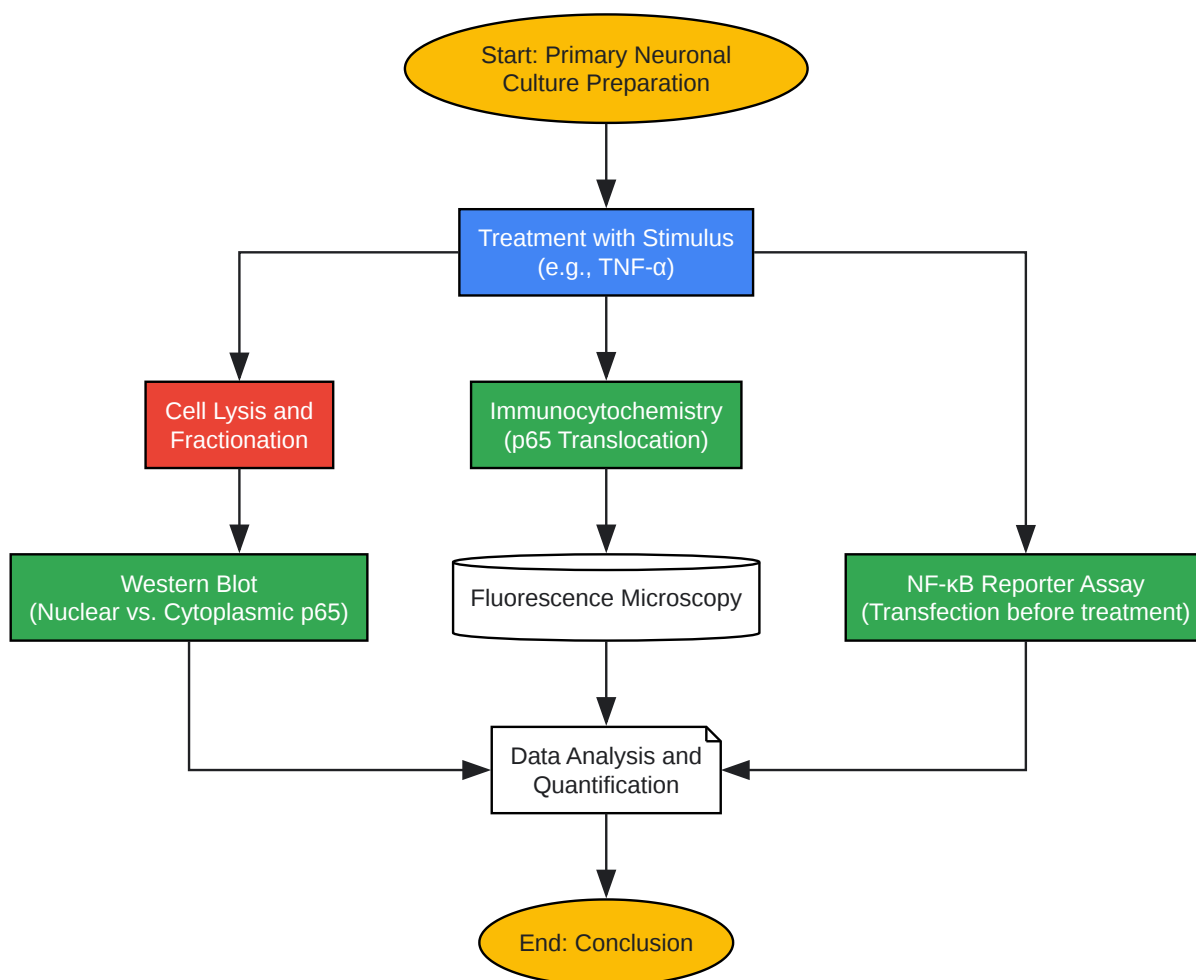 Start: Primary Neuronal
Culture Preparation
Treatment with Stimulus
(e.g., TNF-α)
Cell Lysis and
Fractionation
Immunocytochemistry
(p65 Translocation)
Western Blot
(Nuclear vs. Cytoplasmic p65)
Fluorescence Microscopy
NF-κB Reporter Assay
(Transfection before treatment)
Data Analysis and
Quantification
End: Conclusion